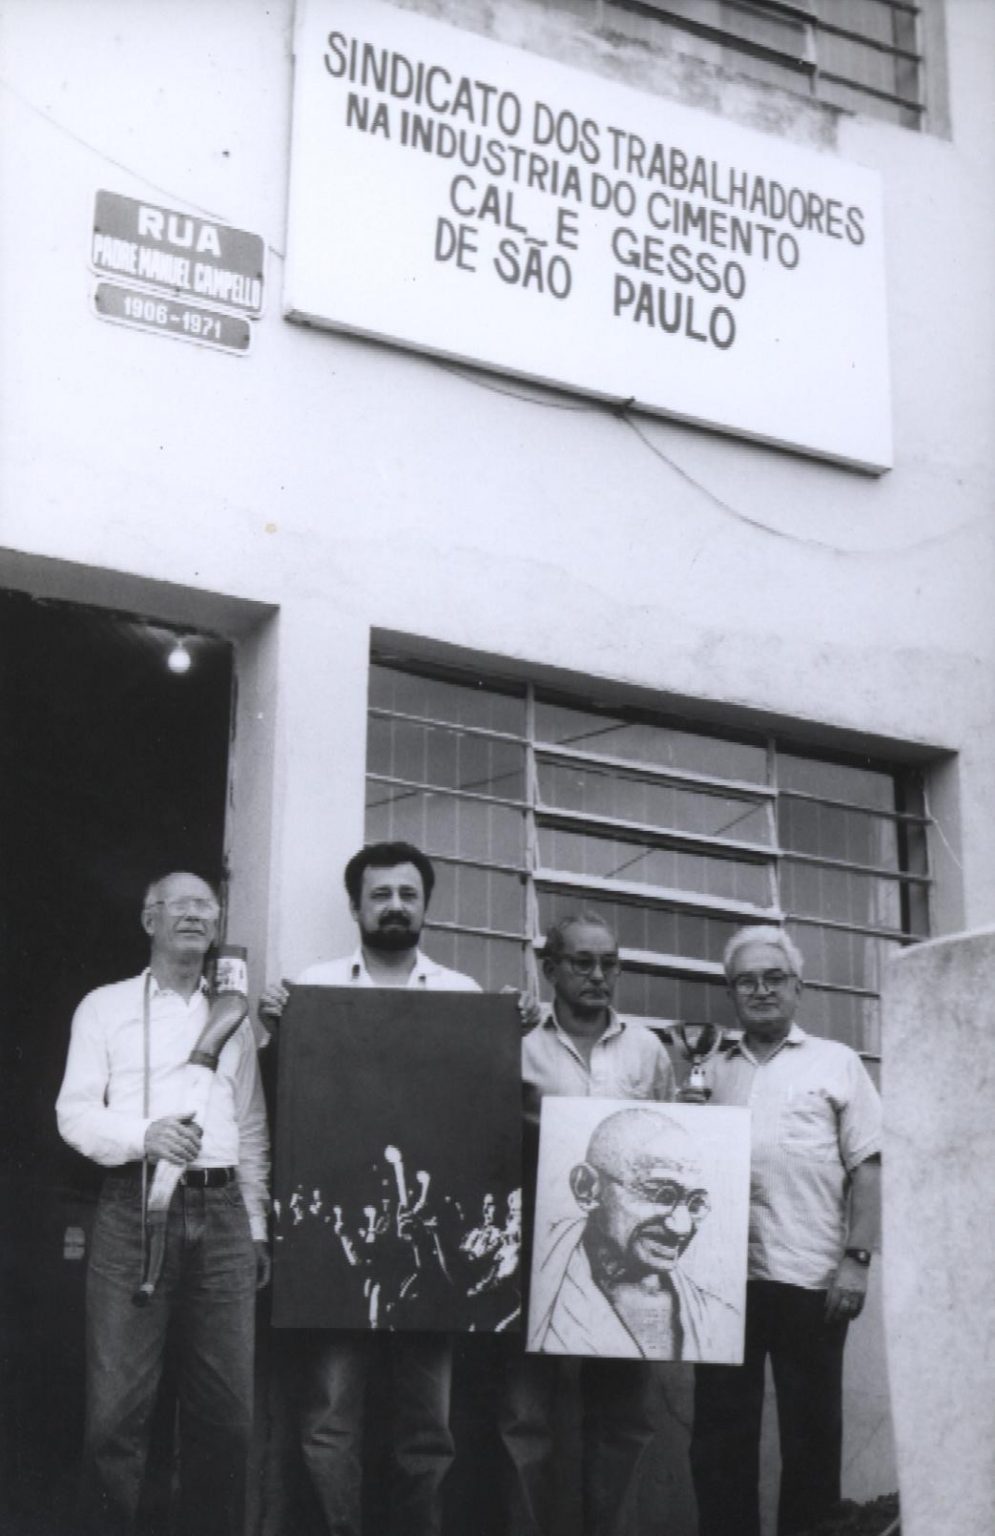 SINDICATO DOS TRABALHADORES
NA INDUSTRIA DO CIMENTO
CAL E GESSO
DE SÃO PAULO
RUA
PADRE MANUEL CAMPELLO
1906-1971